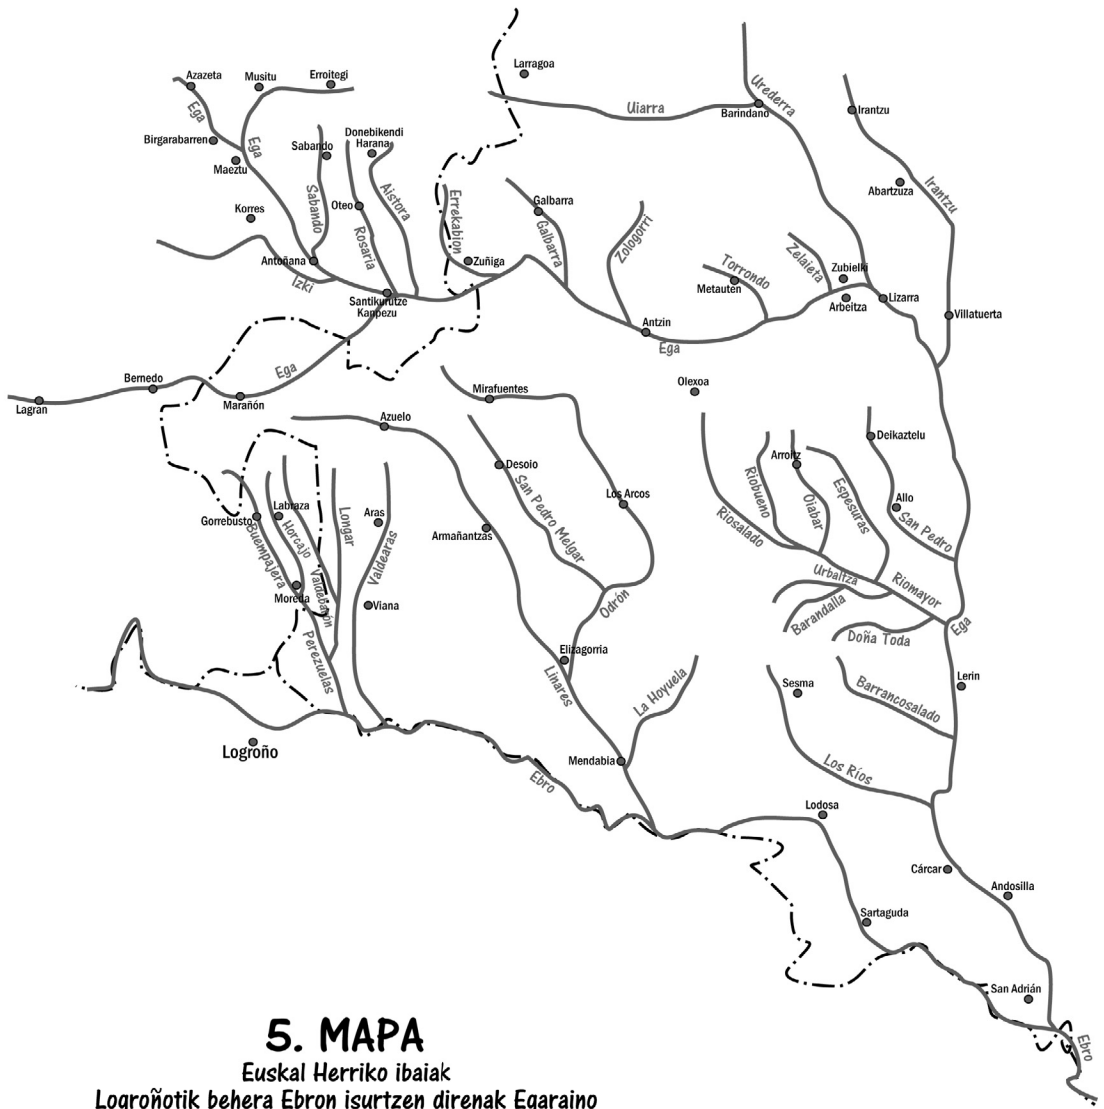 Larragoa
Azazeta
Musitu
Erroitegi
Ega
Uiarra
Urederra
Barindano
Irantzu
Birgarabarren
Ega
Maeztu
Sabando
Donebikendi
Harana
Abartzuza
Irantzu
Korres
Sabando
Oteo
Aistora
Rosaria
Errekabion
Galbarra
Galbarra
Zologorri
Antoñana
Izki
Zuñiga
Torrondo
Metauten
Zelaieta
Zubielki
Arbeitza
Lizarra
Villatuerta
Santikurutze
Kanpezu
Antzin
Ega
Ega
Lagran
Bernedo
Marañón
Mirafuentes
Olexoa
Azuelo
Desoio
San Pedro Melgar
Los Arcos
Deikaztelu
Arroitz
Riobueno
Oiabar
Espesuras
Allo
San Pedro
Riosalado
Gorrebusto
Labraza
Buempajera
Horcajo
Longar
Aras
Valdearas
Armañantzas
Moreda
Valdebarón
Viana
Perezuelas
Odrón
Urbaltza
Riomayor
Barandalla
Doña Toda
Ega
Elizagorria
Linares
La Hoyuela
Sesma
Barrancosalado
Lerin
Logroño
Mendabia
Los Ríos
Ebro
Lodosa
Cárcar
Andosilla
Sartaguda
San Adrián
Ebro
5. MAPA
Euskal Herriko ibaiak
Logroñotik behera Ebron isurtzen direnak Egaraino